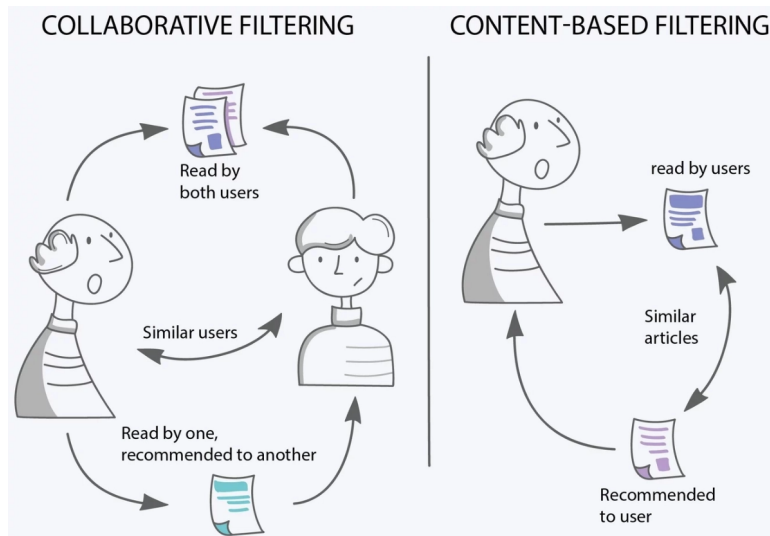 COLLABORATIVE FILTERING
Read by
both users
Similar users
Read by one,
recommended to another
CONTENT-BASED FILTERING
read by users
Similar
articles
Recommended
to user